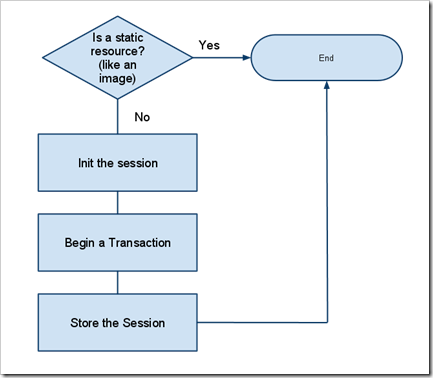 Is a static
resource?
(like an
image)
Yes
End
No
Init the session
Begin a Transaction
Store the Session